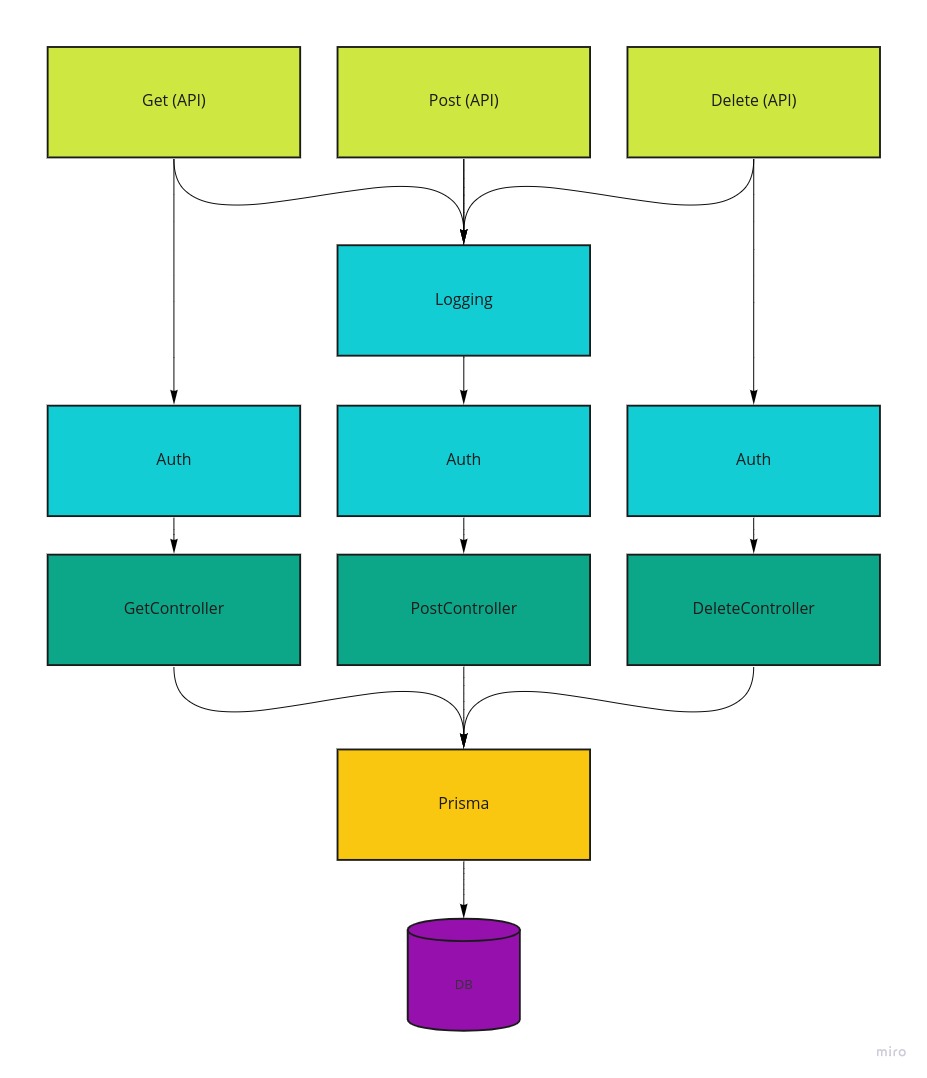 Get (API)
Post (API)
Delete (API)
Logging
Auth
Auth
Auth
GetController
PostController
DeleteController
Prisma
DB
miro